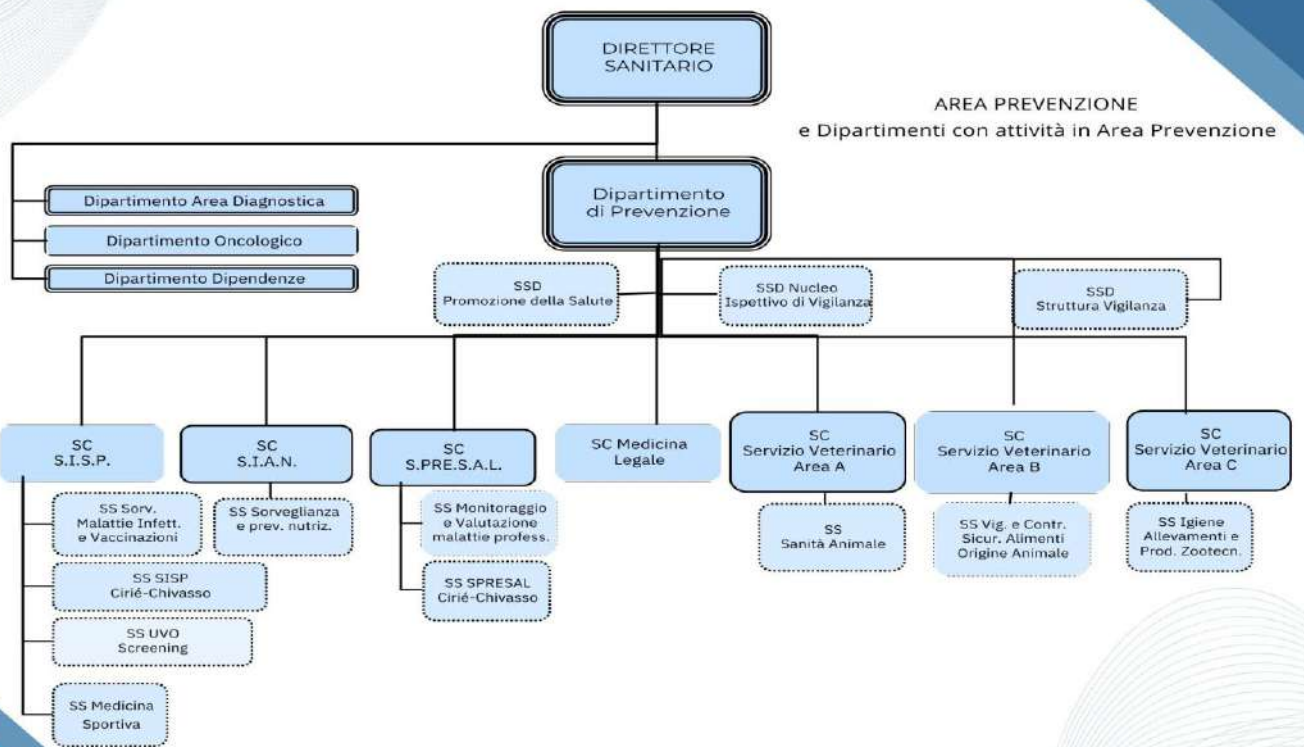 DIRETTORE
SANITARIO
AREA PREVENZIONE
e Dipartimenti con attività in Area Prevenzione
Dipartimento
di Prevenzione
Dipartimento Area Diagnostica
Dipartimento Oncologico
Dipartimento Dipendenze
SSD
Promozione della Salute
SSD Nucleo
Ispettivo di Vigilanza
SSD
Struttura Vigilanza
SC
S.I.S.P.
SC
S.I.A.N.
SC
S.PRE.S.A.L.
SC Medicina
Legale
SC
Servizio Veterinario
Area A
SC
Servizio Veterinario
Area B
SC
Servizio Veterinario
Area C
SS Sorv.
Malattie Infett.
e Vaccinazioni
SS Sorveglianza
e prev. nutriz.
SS Monitoraggio
e Valutazione
malattie profess.
SS
Sanità Animale
SS Vig. e Contr.
Sicur. Alimenti
Origine Animale
SS Igiene
Allevamenti e
Prod. Zootecn.
SS SISP
Cirié-Chivasso
SS SPRESAL
Cirié-Chivasso
SS UVO
Screening
SS Medicina
Sportiva